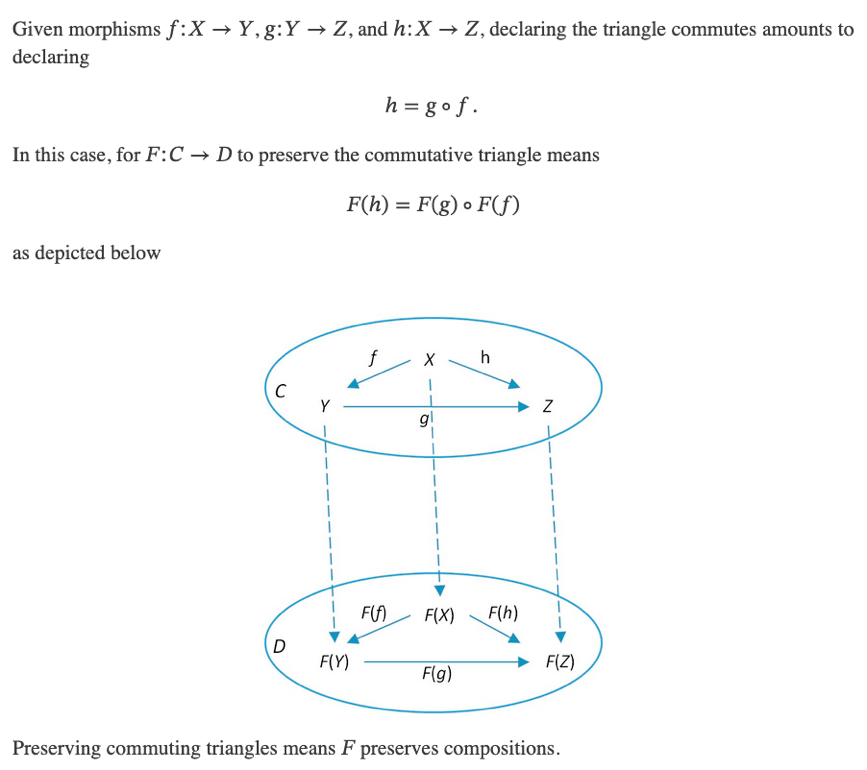 Given morphisms f:X → Y, g:Y → Z, and h:X → Z, declaring the triangle commutes amounts to
declaring
h = g ∘ f.
In this case, for F:C → D to preserve the commutative triangle means
F(h) = F(g) ∘ F(f)
as depicted below
f X h
C
Y Z
g
F(f) F(X) F(h)
D
F(Y) F(Z)
F(g)
Preserving commuting triangles means F preserves compositions.